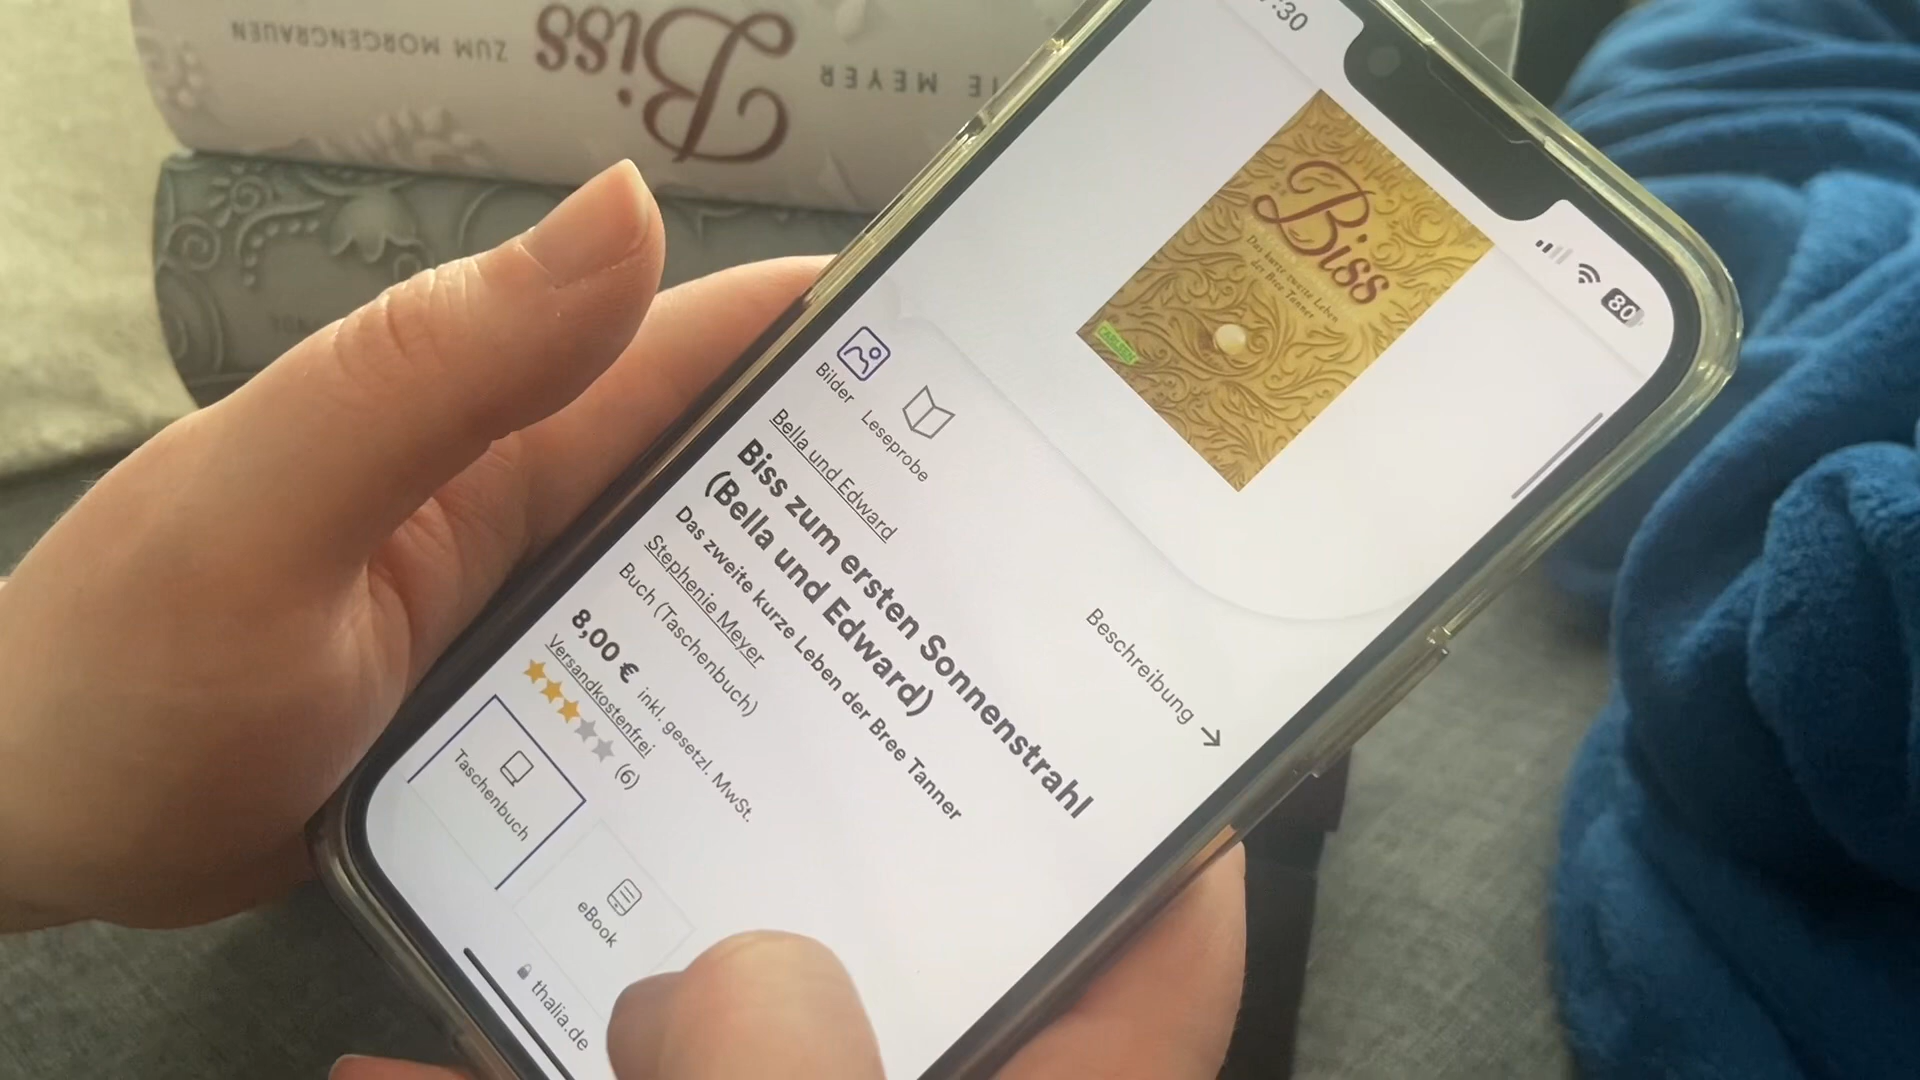 ZUM MORGENGRAUEN
Biss
IE MEYER
:30
80
Biss
Das kurze zweite Leben
der Bree Tanner
CARLSEN
Bilder
Leseprobe
Beschreibung →
Bella und Edward
Biss zum ersten Sonnenstrahl
(Bella und Edward)
Das zweite kurze Leben der Bree Tanner
Stephenie Meyer
Buch (Taschenbuch)
8,00 € inkl. gesetzl. MwSt.
Versandkostenfrei
(6)
Taschenbuch
eBook
thalia.de